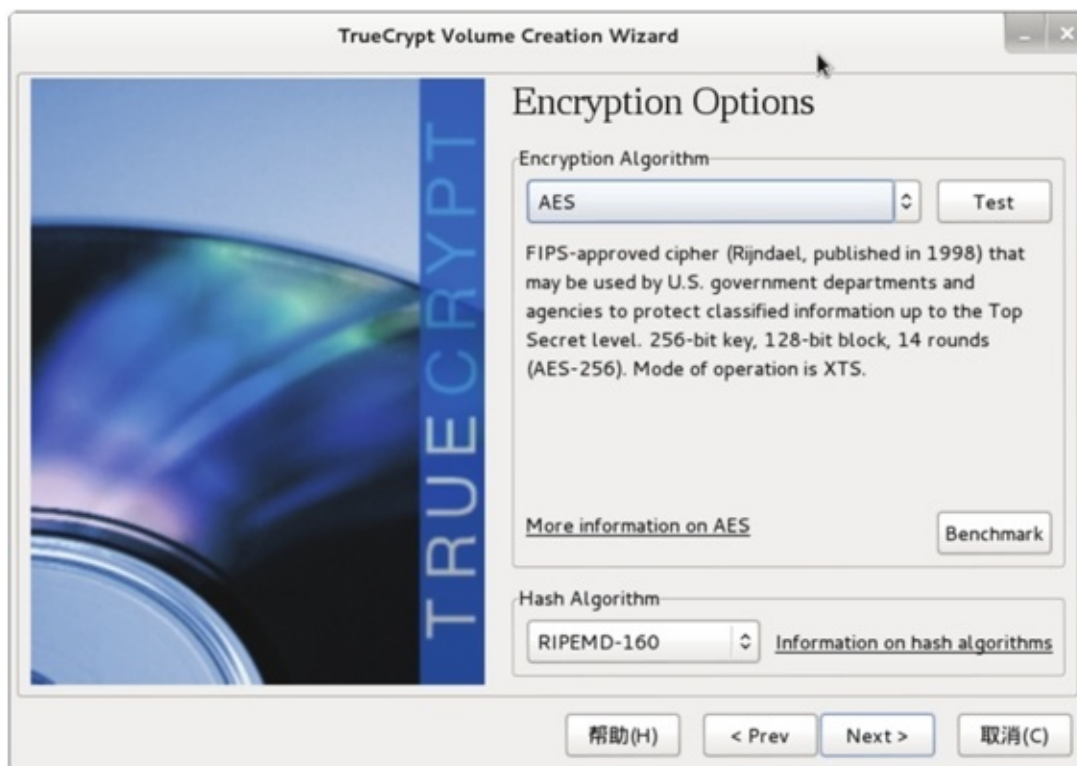 TrueCrypt Volume Creation Wizard
TRUECRYPT
Encryption Options
Encryption Algorithm
AES
Test
FIPS-approved cipher (Rijndael, published in 1998) that
may be used by U.S. government departments and
agencies to protect classified information up to the Top
Secret level. 256-bit key, 128-bit block, 14 rounds
(AES-256). Mode of operation is XTS.
More information on AES
Benchmark
Hash Algorithm
RIPEMD-160
Information on hash algorithms
帮助(H)
< Prev
Next >
取消(C)